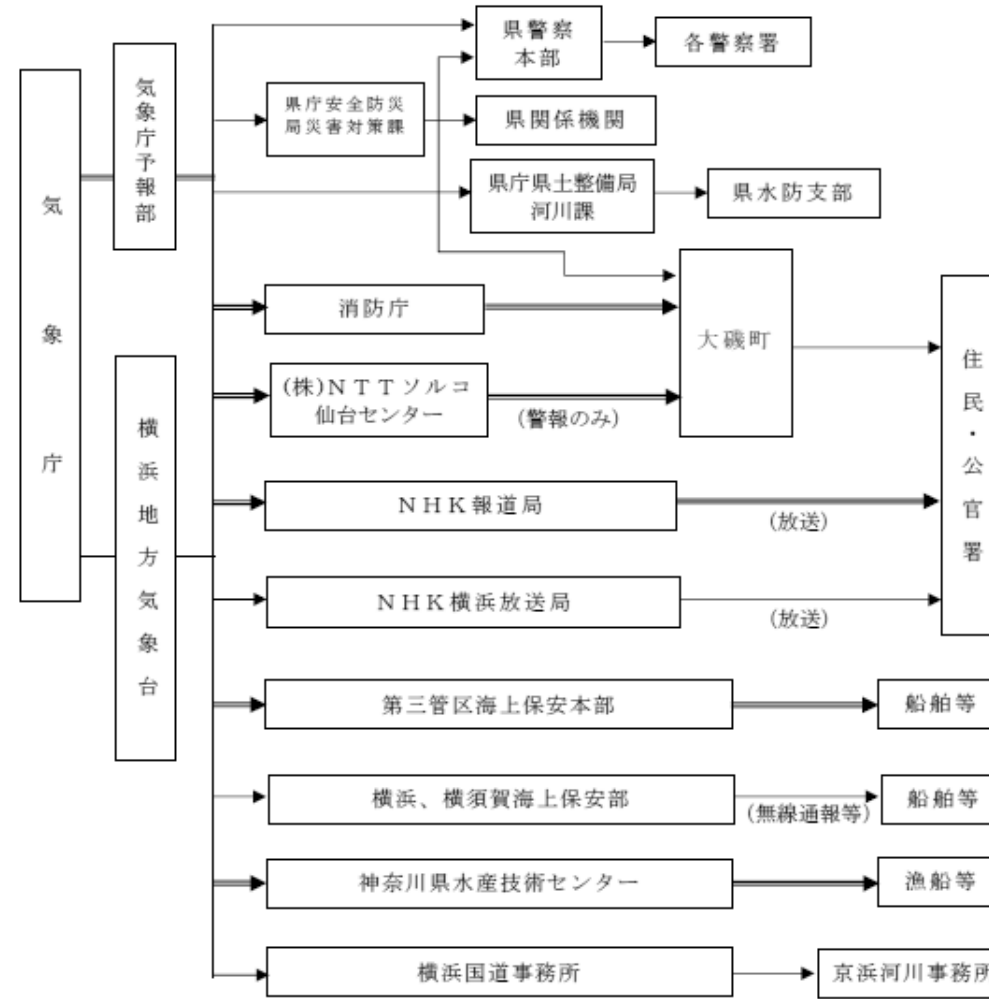 気象庁
気象庁予報部
横浜地方気象台
県警察
本部
各警察署
県庁安全防災
局災害対策課
県関係機関
県庁県土整備局
河川課
県水防支部
消防庁
大磯町
(株)ＮＴＴソルコ
仙台センター
(警報のみ)
住民・公官署
ＮＨＫ報道局
(放送)
ＮＨＫ横浜放送局
(放送)
第三管区海上保安本部
船舶等
横浜、横須賀海上保安部
(無線通報等)
船舶等
神奈川県水産技術センター
漁船等
横浜国道事務所
京浜河川事務所